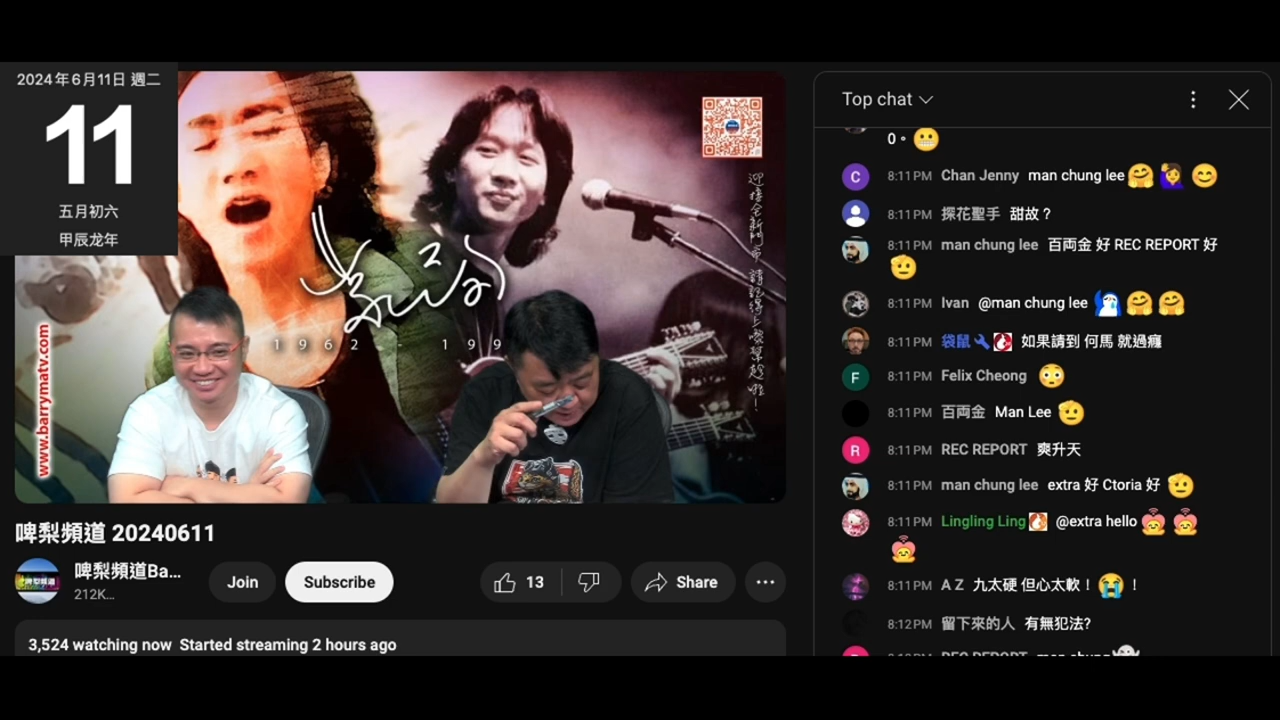 2024年6月11日 週二
11
五月初六
甲辰龙年
家駒
1 9 6 2 - 1 9 9
www.barrymatv.com
啤梨頻道 20240611
啤梨頻道Ba...
212K...
Join
Subscribe
13
Share
3,524 watching now Started streaming 2 hours ago
Top chat
0。😬
C 8:11 PM Chan Jenny man chung lee🤗🙋‍♀️😊
8:11 PM 探花聖手 甜故？
8:11 PM man chung lee 百両金 好 REC REPORT 好
🫡
8:11 PM Ivan @man chung lee 🤗🤗
8:11 PM 袋鼠🔧 如果請到 何馬 就過癮
F 8:11 PM Felix Cheong 😳
8:11 PM 百両金 Man Lee 🫡
R 8:11 PM REC REPORT 爽升天
8:11 PM man chung lee extra 好 Ctoria 好 🫡
8:11 PM Lingling Ling @extra hello
8:11 PM A Z 九太硬 但心太軟！😭！
8:12 PM 留下來的人 有無犯法?